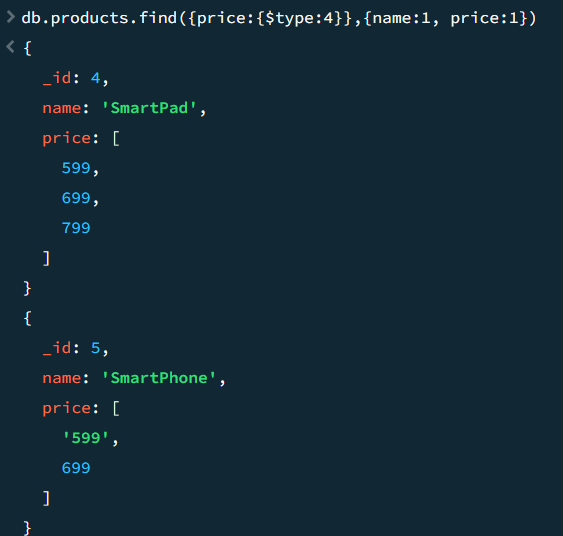 > db.products.find({price:{$type:4}},{name:1, price:1})
< {
_id: 4,
name: 'SmartPad',
price: [
599,
699,
799
]
}
{
_id: 5,
name: 'SmartPhone',
price: [
'599',
699
]
}